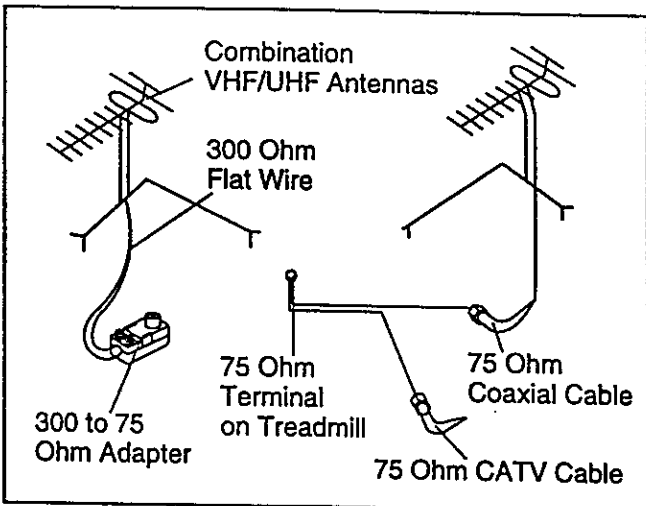 Combination
VHF/UHF Antennas
300 Ohm
Flat Wire
300 to 75
Ohm Adapter
75 Ohm
Terminal
on Treadmill
75 Ohm
Coaxial Cable
75 Ohm CATV Cable